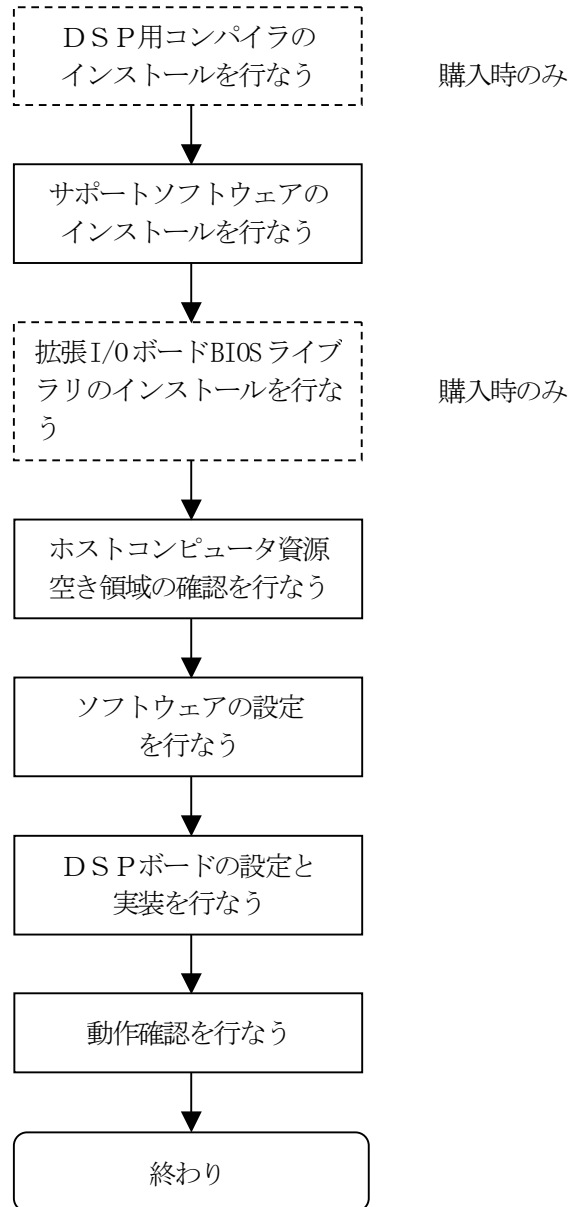 ＤＳＰ用コンパイラの
インストールを行なう
購入時のみ
サポートソフトウェアの
インストールを行なう
拡張I/OボードBIOSライブ
ラリのインストールを行な
う
購入時のみ
ホストコンピュータ資源
空き領域の確認を行なう
ソフトウェアの設定
を行なう
ＤＳＰボードの設定と
実装を行なう
動作確認を行なう
終わり